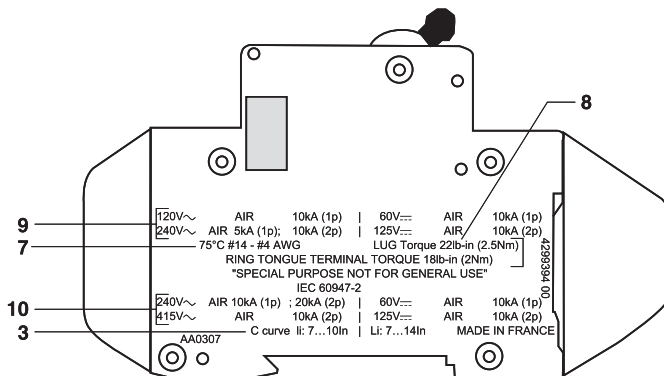 8
9
120V~ AIR 10kA (1p) | 60V⎓ AIR 10kA (1p)
240V~ AIR 5kA (1p); 10kA (2p) | 125V⎓ AIR 10kA (2p)
7
75°C #14 - #4 AWG LUG Torque 22lb-in (2.5Nm)
RING TONGUE TERMINAL TORQUE 18lb-in (2Nm)
"SPECIAL PURPOSE NOT FOR GENERAL USE"
IEC 60947-2
4299394 00
10
240V~ AIR 10kA (1p) ; 20kA (2p) | 60V⎓ AIR 10kA (1p)
415V~ AIR 10kA (2p) | 125V⎓ AIR 10kA (2p)
3
C curve Ii: 7...10In | Li: 7...14In MADE IN FRANCE
AA0307